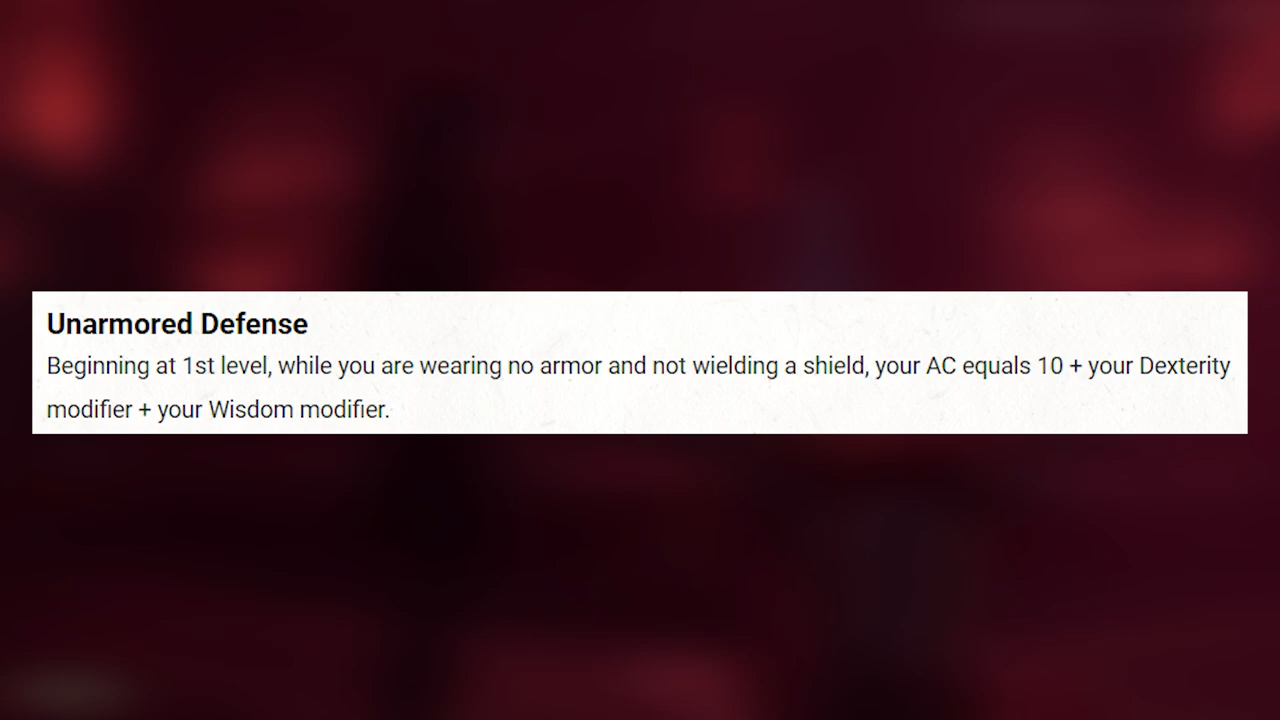 Unarmored Defense
Beginning at 1st level, while you are wearing no armor and not wielding a shield, your AC equals 10 + your Dexterity
modifier + your Wisdom modifier.